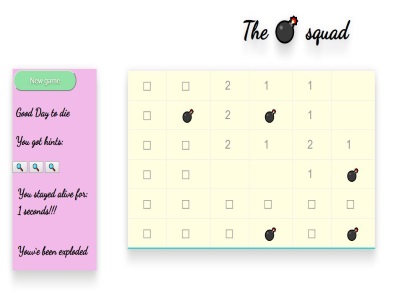 The 💣 squad
New game
Good Day to die
You got hints:
🔍 🔍 🔍
You stayed alive for:
1 seconds!!!
You've been exploded
□ □ 2 1 1
□ 💣 2 💣 1
□ □ 2 1 2 1
□ □ 1 💣
□ □ □ □ □ □
□ □ □ 💣 □ 💣